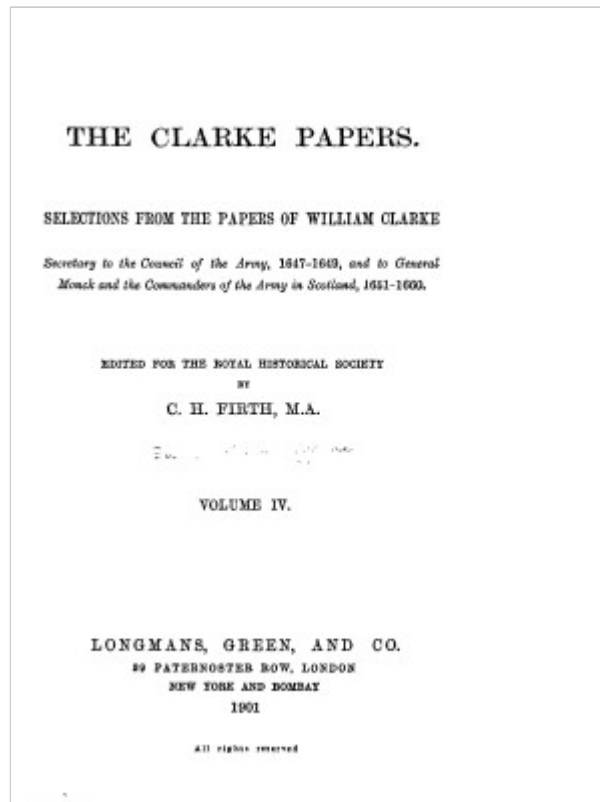 THE CLARKE PAPERS.
SELECTIONS FROM THE PAPERS OF WILLIAM CLARKE
Secretary to the Council of the Army, 1647-1649, and to General
Monck and the Commanders of the Army in Scotland, 1651-1660.
EDITED FOR THE ROYAL HISTORICAL SOCIETY
BY
C. H. FIRTH, M.A.
VOLUME IV.
LONGMANS, GREEN, AND CO.
39 PATERNOSTER ROW, LONDON
NEW YORK AND BOMBAY
1901
All rights reserved